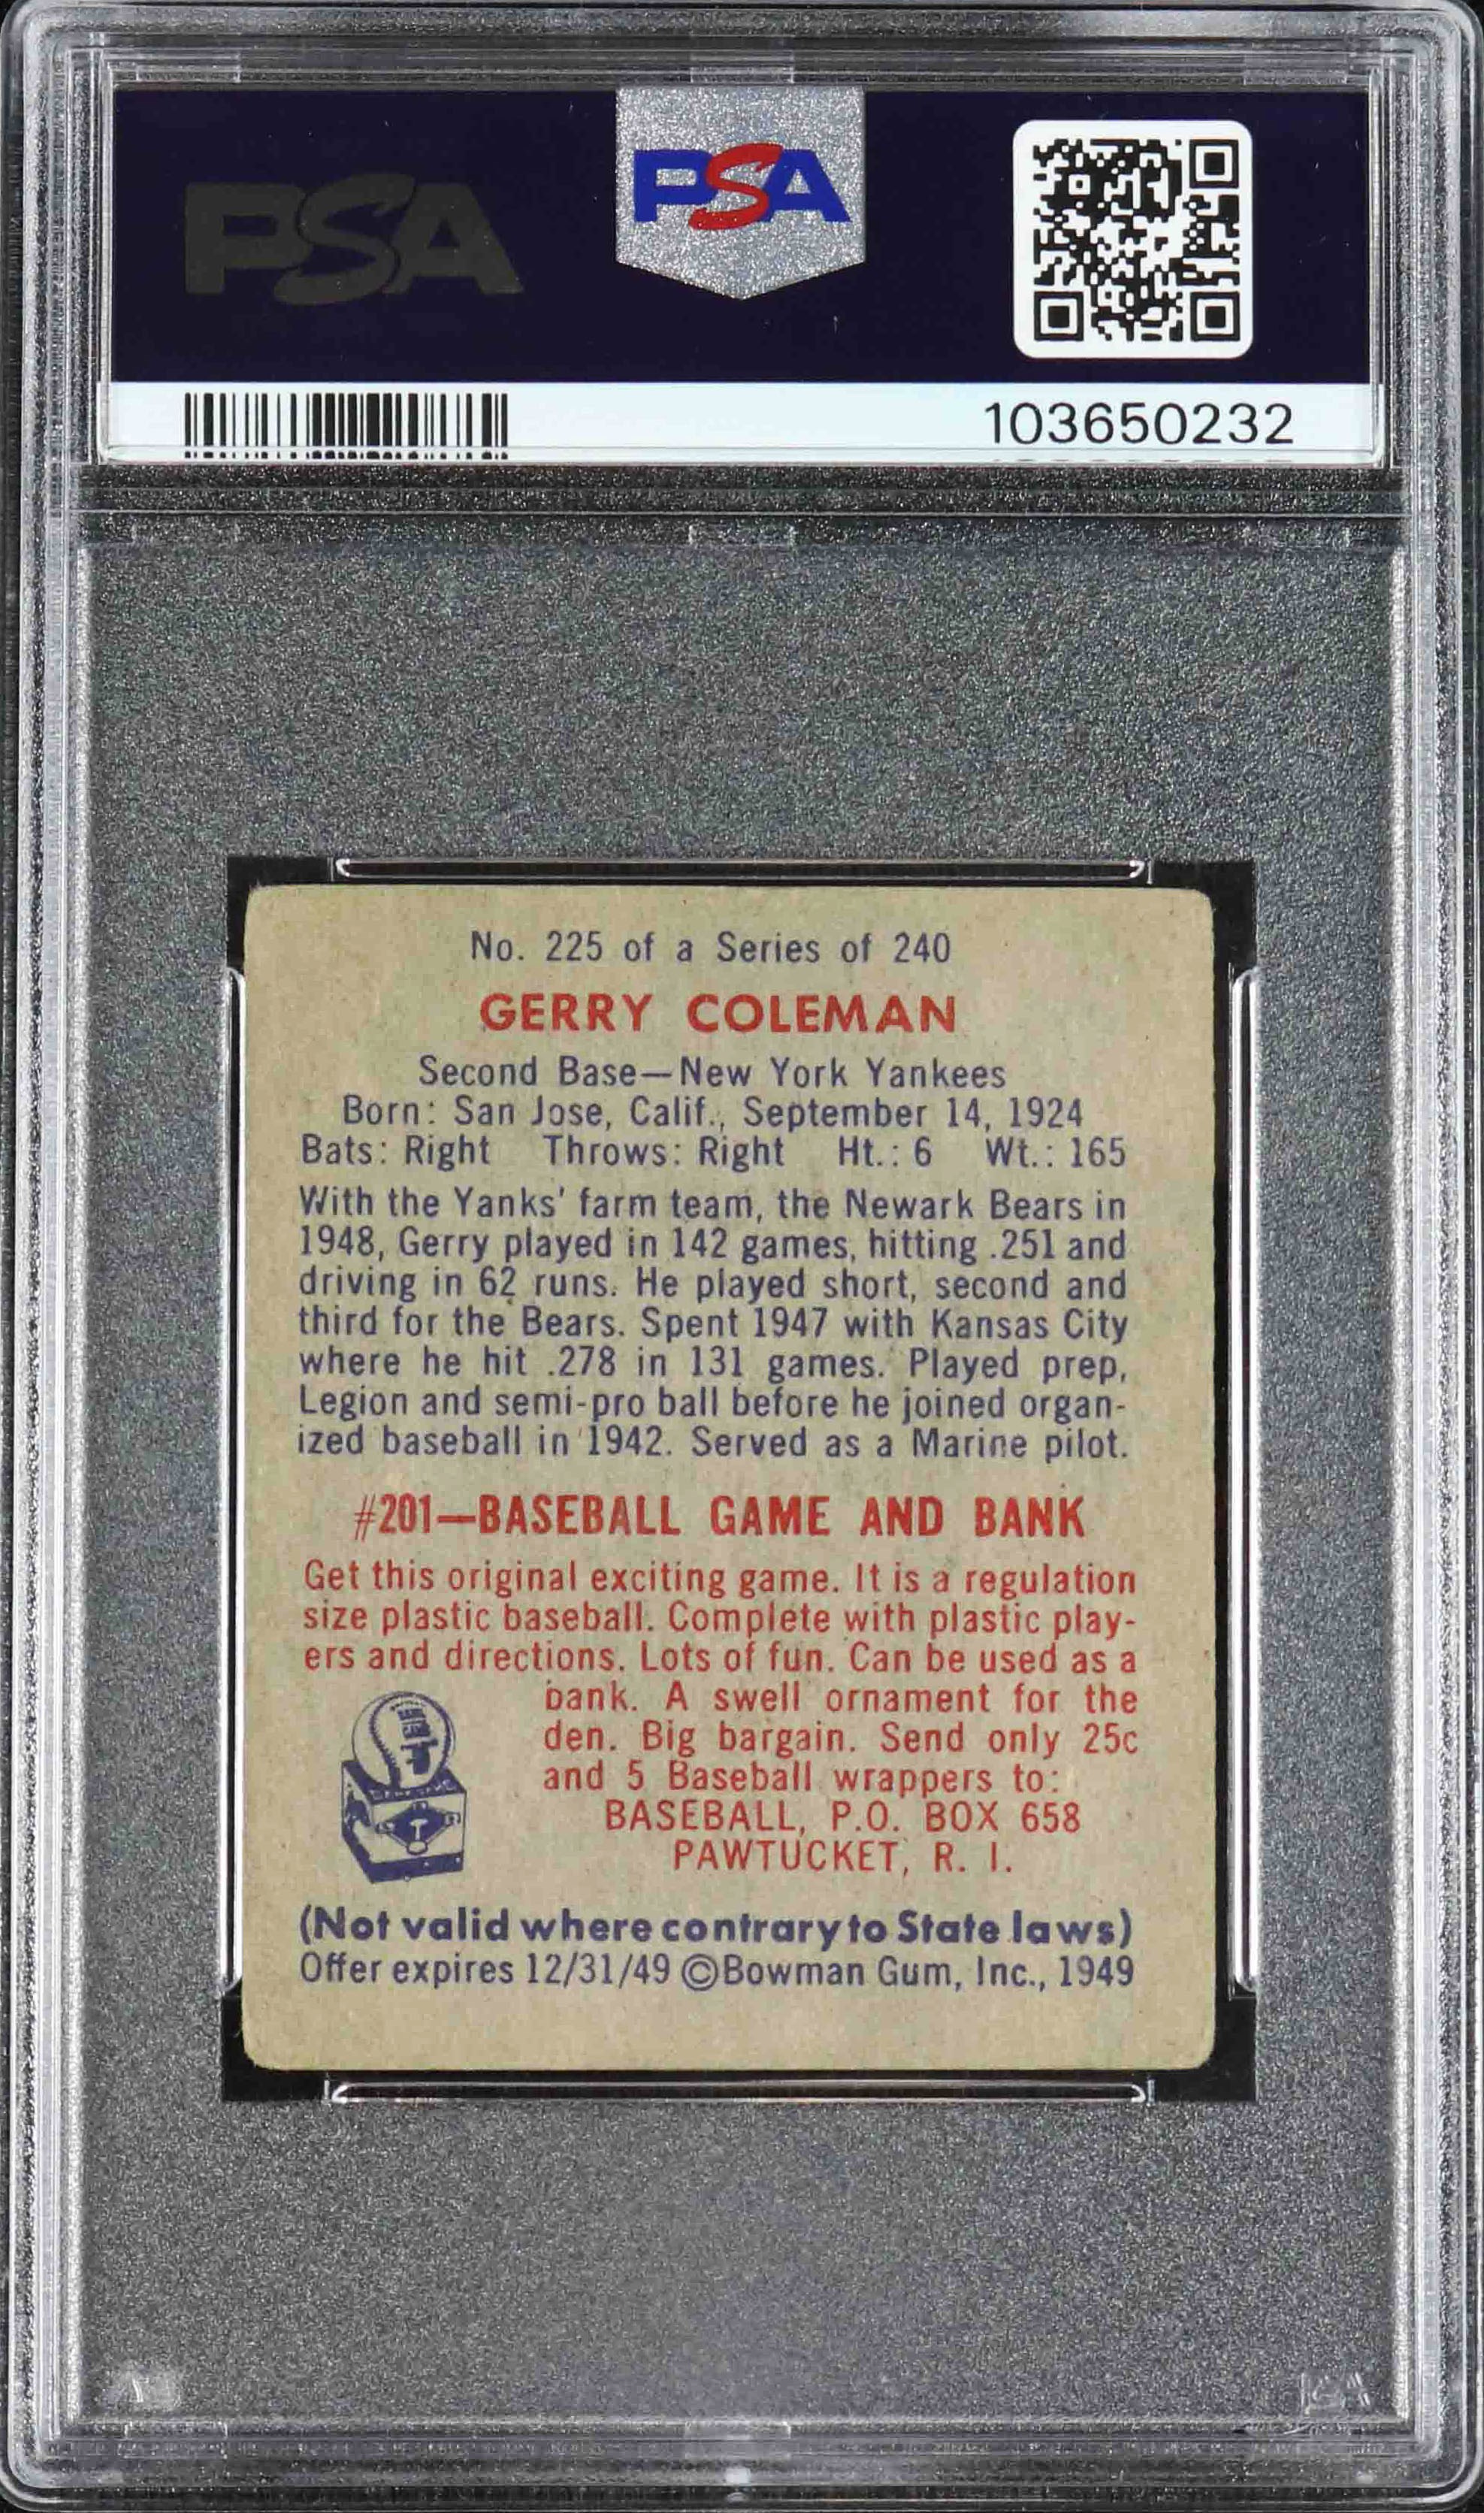 PSA
PSA
103650232
No. 225 of a Series of 240
GERRY COLEMAN
Second Base—New York Yankees
Born: San Jose, Calif., September 14, 1924
Bats: Right Throws: Right Ht.: 6 Wt.: 165
With the Yanks' farm team, the Newark Bears in
1948, Gerry played in 142 games, hitting .251 and
driving in 62 runs. He played short, second and
third for the Bears. Spent 1947 with Kansas City
where he hit .278 in 131 games. Played prep,
Legion and semi-pro ball before he joined organ-
ized baseball in 1942. Served as a Marine pilot.
#201—BASEBALL GAME AND BANK
Get this original exciting game. It is a regulation
size plastic baseball. Complete with plastic play-
ers and directions. Lots of fun. Can be used as a
bank. A swell ornament for the
den. Big bargain. Send only 25c
and 5 Baseball wrappers to:
BASEBALL, P.O. BOX 658
PAWTUCKET, R. I.
(Not valid where contrary to State laws)
Offer expires 12/31/49 ©Bowman Gum, Inc., 1949